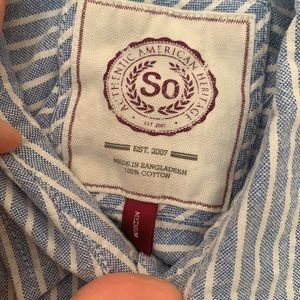 AUTHENTIC AMERICAN HERITAGE
So
EST. 2007
EST. 2007
MADE IN BANGLADESH
100% COTTON
MEDIUM